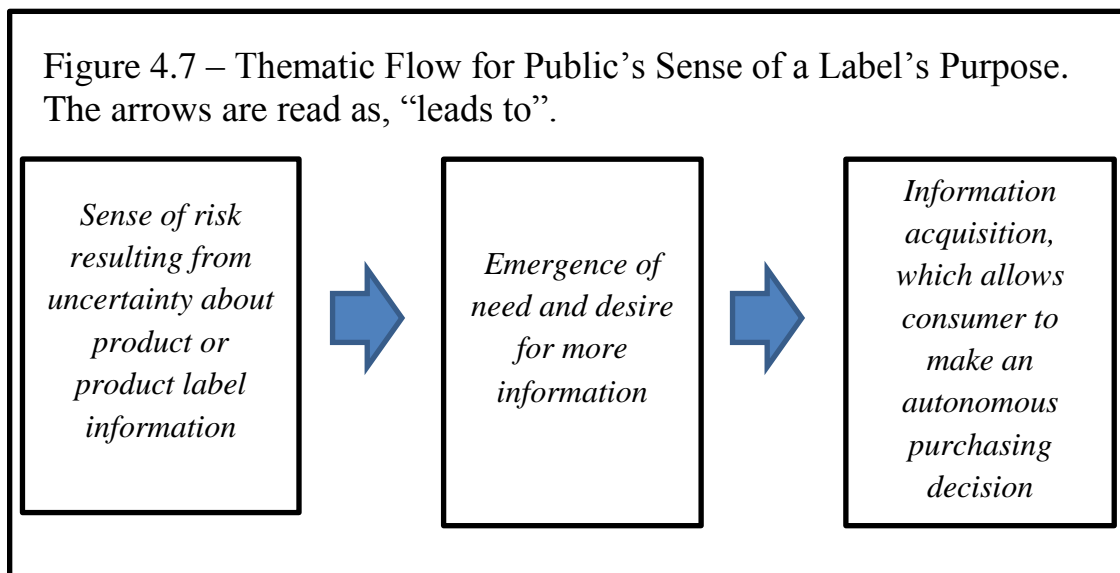 Figure 4.7 – Thematic Flow for Public’s Sense of a Label’s Purpose.
The arrows are read as, “leads to”.
Sense of risk
resulting from
uncertainty about
product or
product label
information
Emergence of
need and desire
for more
information
Information
acquisition,
which allows
consumer to
make an
autonomous
purchasing
decision